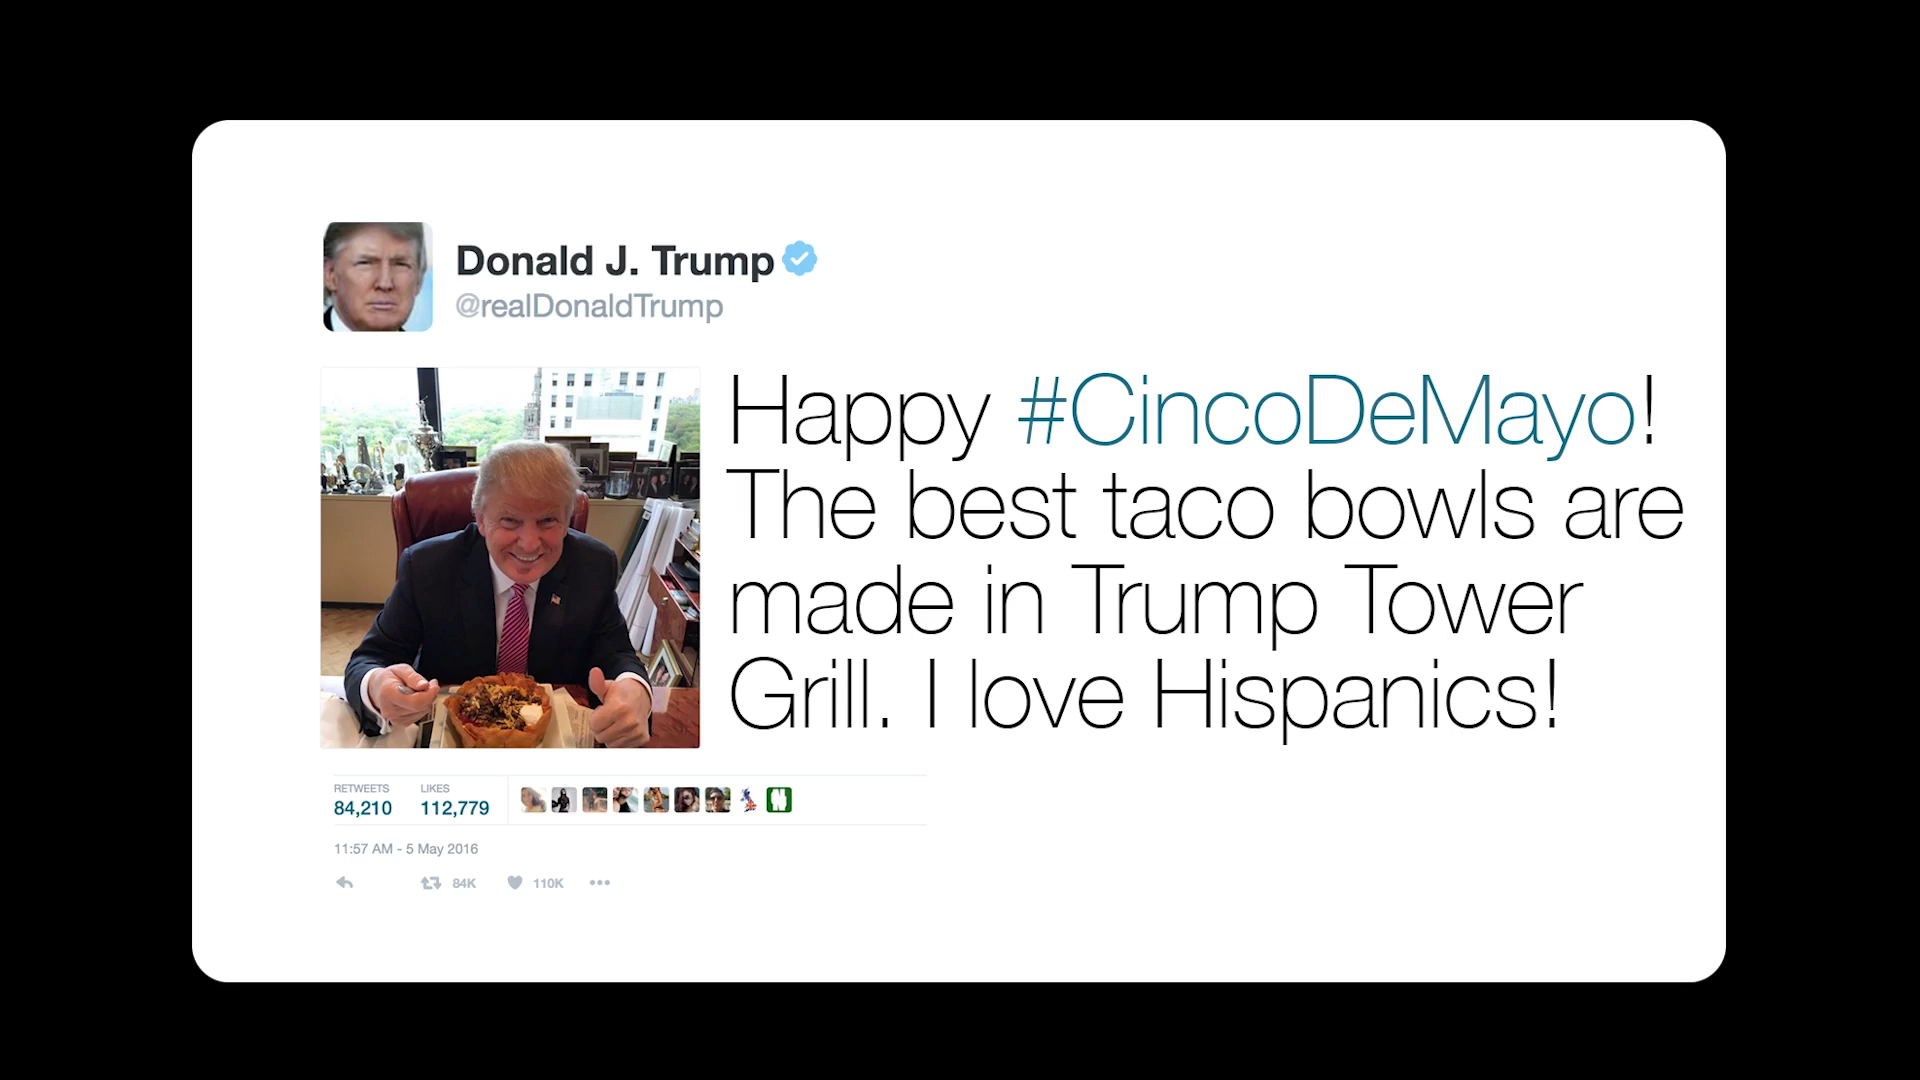 Donald J. Trump
@realDonaldTrump
Happy #CincoDeMayo!
The best taco bowls are
made in Trump Tower
Grill. I love Hispanics!
RETWEETS LIKES
84,210 112,779
11:57 AM - 5 May 2016
84K 110K